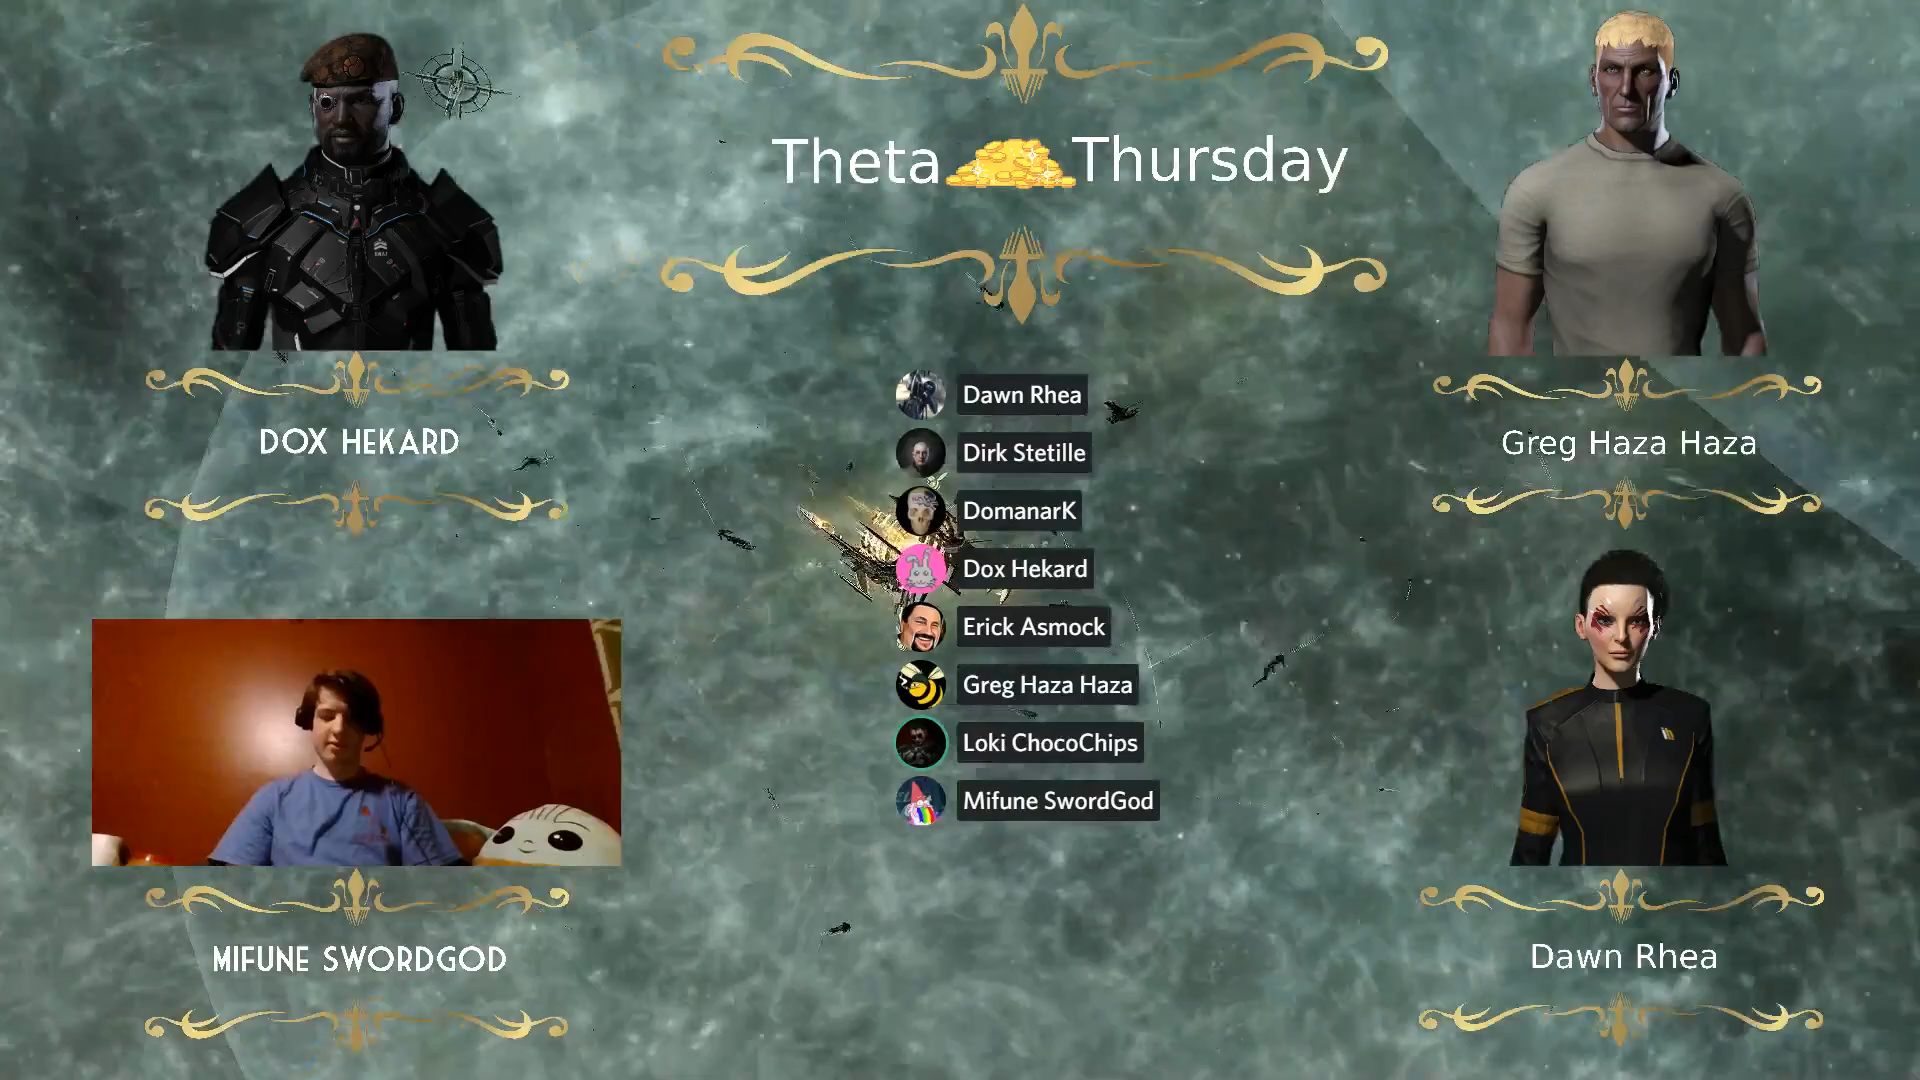 Theta Thursday
DOX HEKARD
Greg Haza Haza
Dawn Rhea
Dirk Stetille
DomanarK
Dox Hekard
Erick Asmock
Greg Haza Haza
Loki ChocoChips
Mifune SwordGod
MIFUNE SWORDGOD
Dawn Rhea